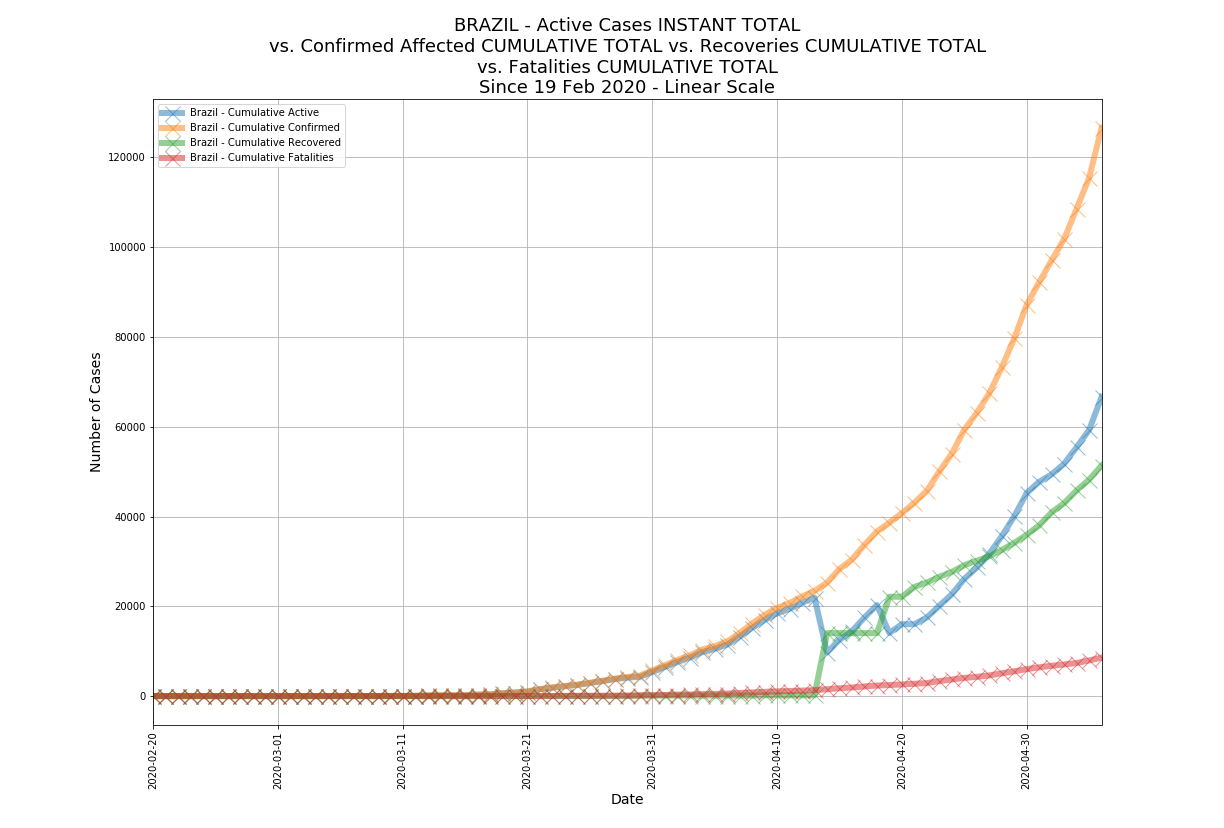 BRAZIL - Active Cases INSTANT TOTAL
vs. Confirmed Affected CUMULATIVE TOTAL vs. Recoveries CUMULATIVE TOTAL
vs. Fatalities CUMULATIVE TOTAL
Since 19 Feb 2020 - Linear Scale
Brazil - Cumulative Active
Brazil - Cumulative Confirmed
Brazil - Cumulative Recovered
Brazil - Cumulative Fatalities
Number of Cases
120000
100000
80000
60000
40000
20000
0
2020-02-20
2020-03-01
2020-03-11
2020-03-21
2020-03-31
2020-04-10
2020-04-20
2020-04-30
Date